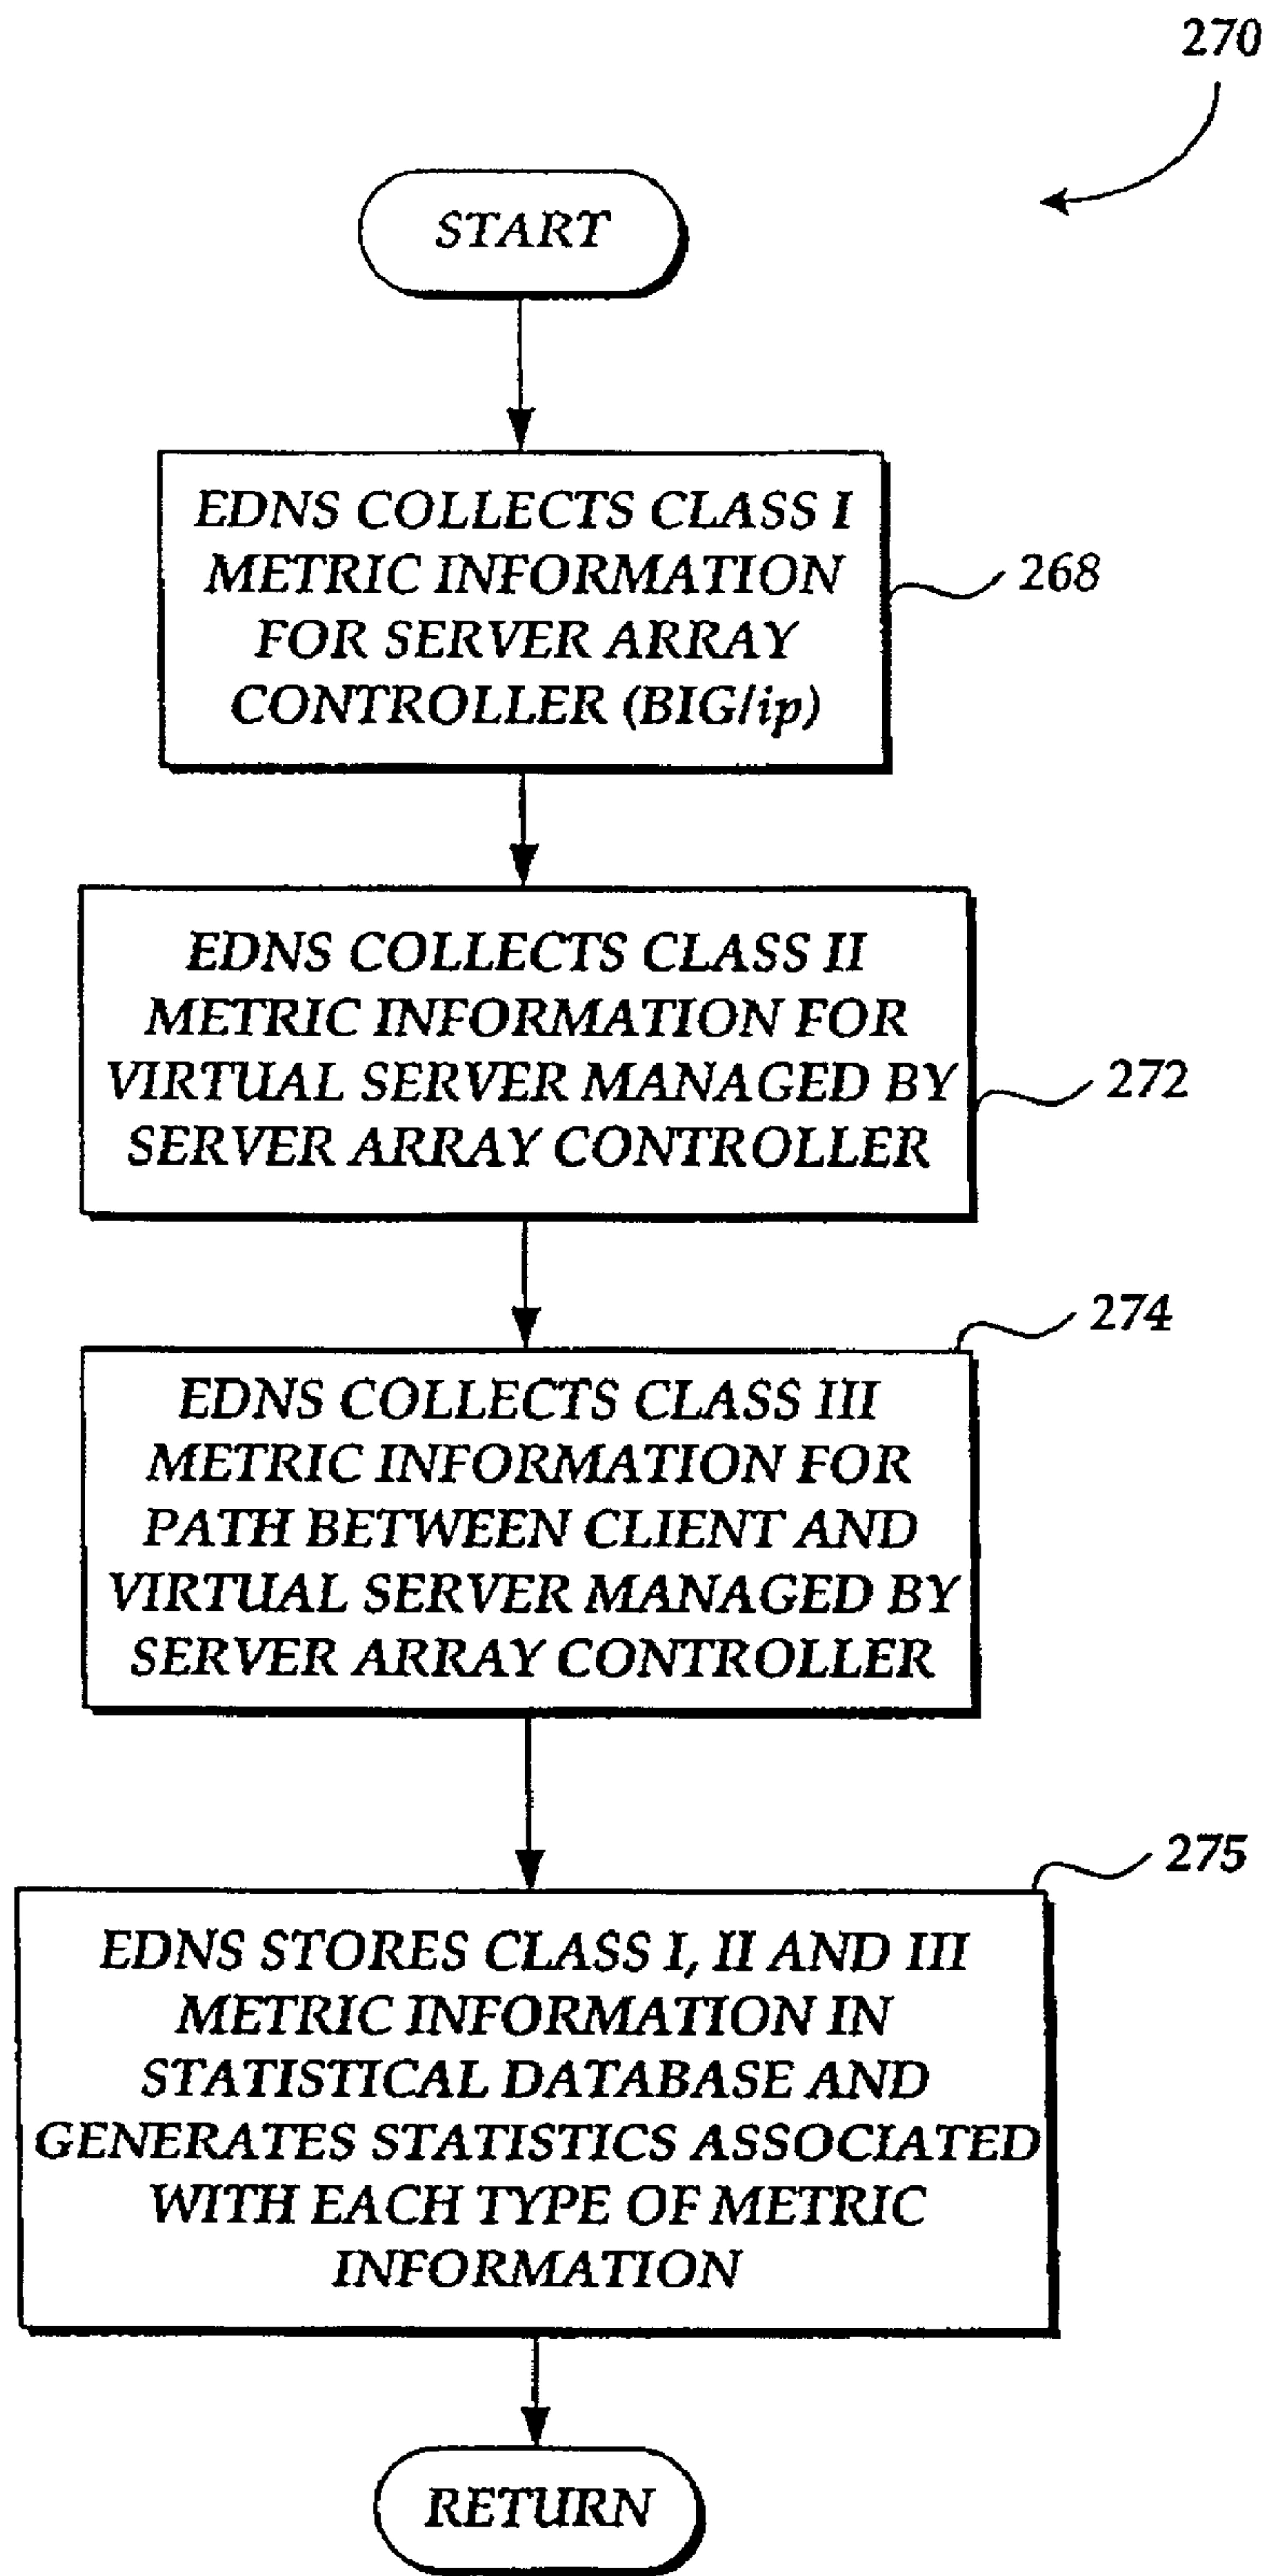 270
START
EDNS COLLECTS CLASS I
METRIC INFORMATION
FOR SERVER ARRAY
CONTROLLER (BIG/ip)
268
EDNS COLLECTS CLASS II
METRIC INFORMATION FOR
VIRTUAL SERVER MANAGED BY
SERVER ARRAY CONTROLLER
272
274
EDNS COLLECTS CLASS III
METRIC INFORMATION FOR
PATH BETWEEN CLIENT AND
VIRTUAL SERVER MANAGED BY
SERVER ARRAY CONTROLLER
275
EDNS STORES CLASS I, II AND III
METRIC INFORMATION IN
STATISTICAL DATABASE AND
GENERATES STATISTICS ASSOCIATED
WITH EACH TYPE OF METRIC
INFORMATION
RETURN